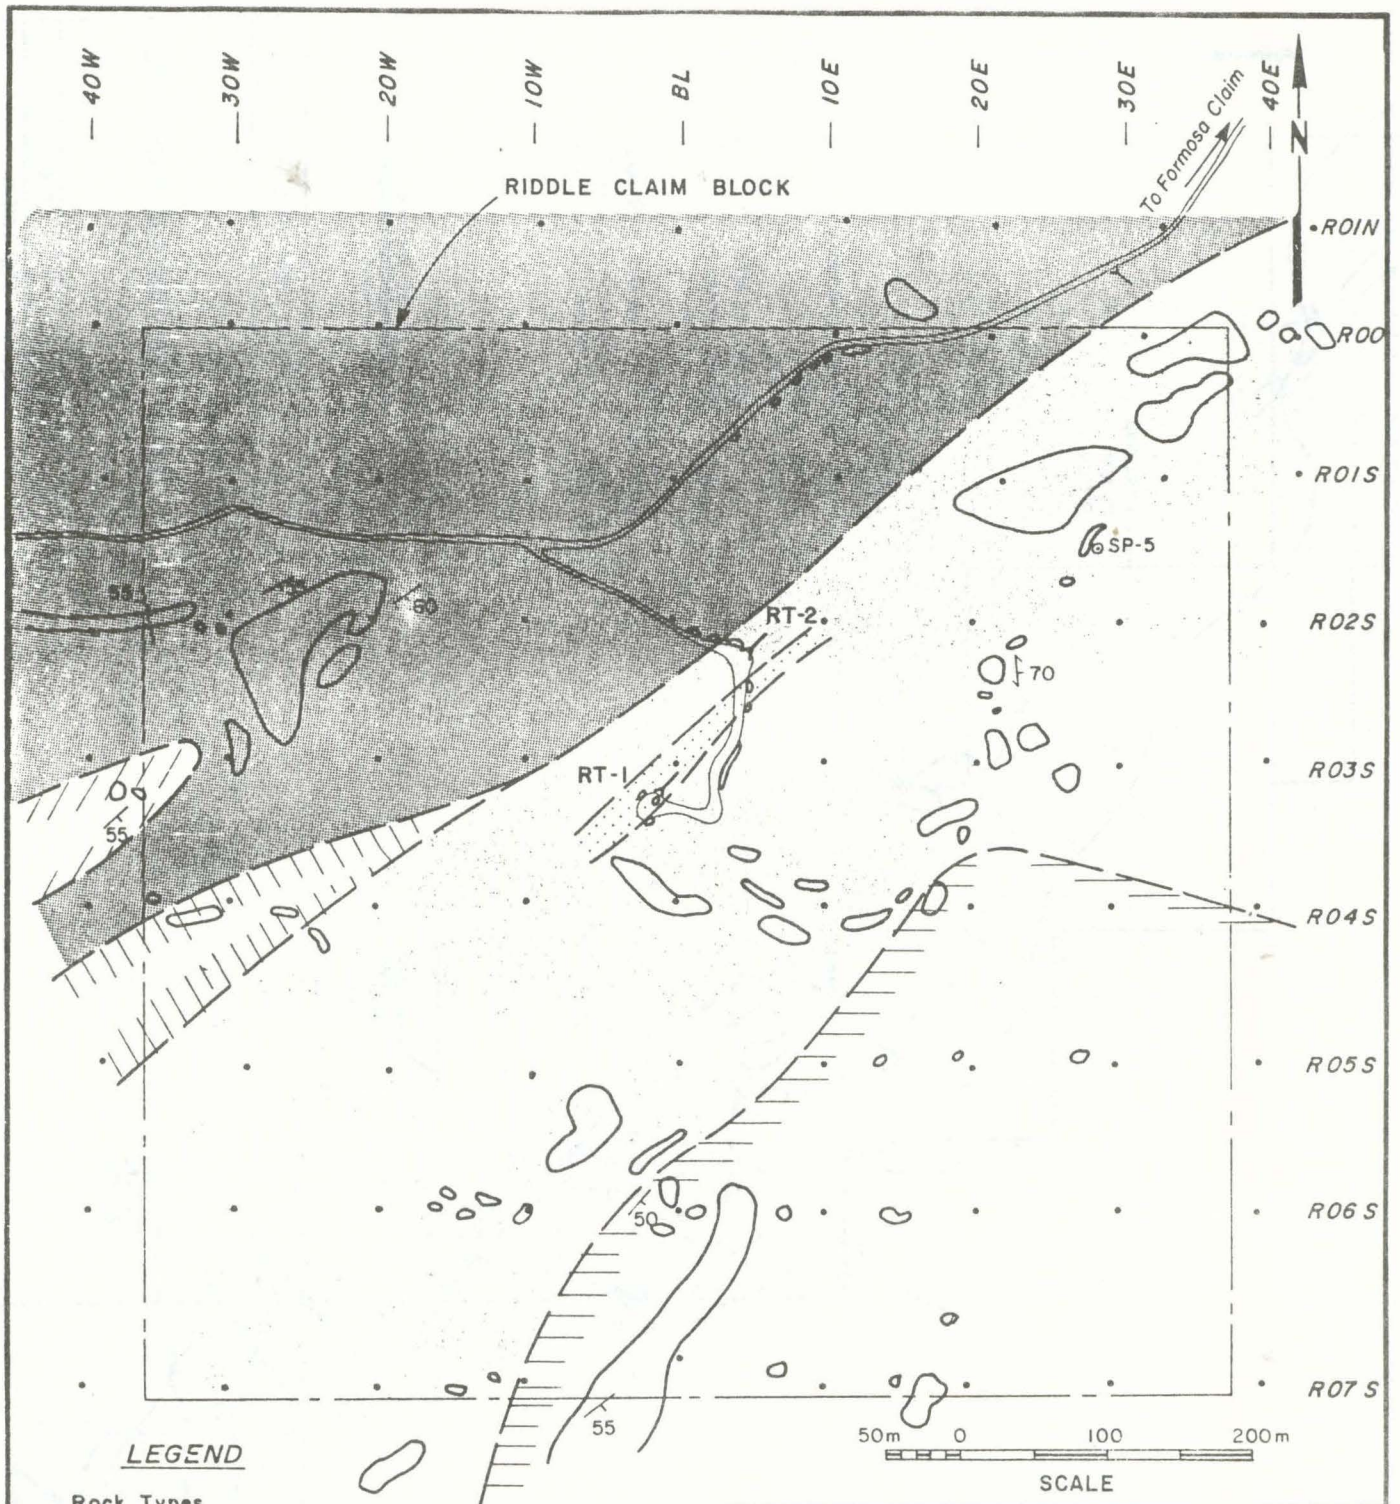 40W
30W
20W
10W
BL
10E
20E
30E
40E
N
To Formosa Claim
RIDDLE CLAIM BLOCK
R01N
R00
R01S
SP-5
55
60
RT-2
R02S
70
RT-1
R03S
55
R04S
R05S
50
R06S
R07S
55
50m 0 100 200m
SCALE
LEGEND
Rock Types